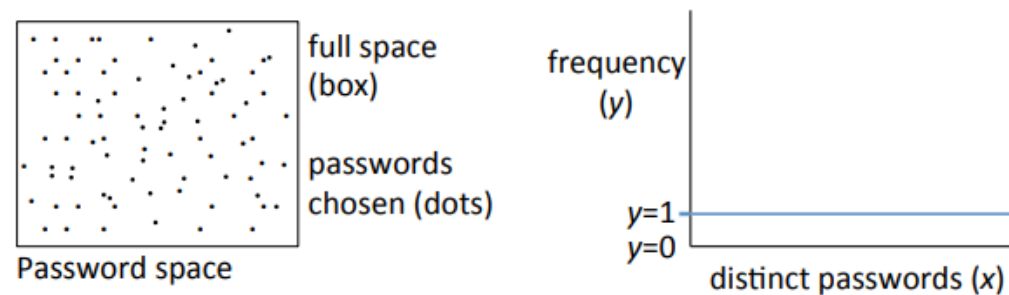 full space
(box)
passwords
chosen (dots)
Password space
frequency
(y)
y=1
y=0
distinct passwords (x)